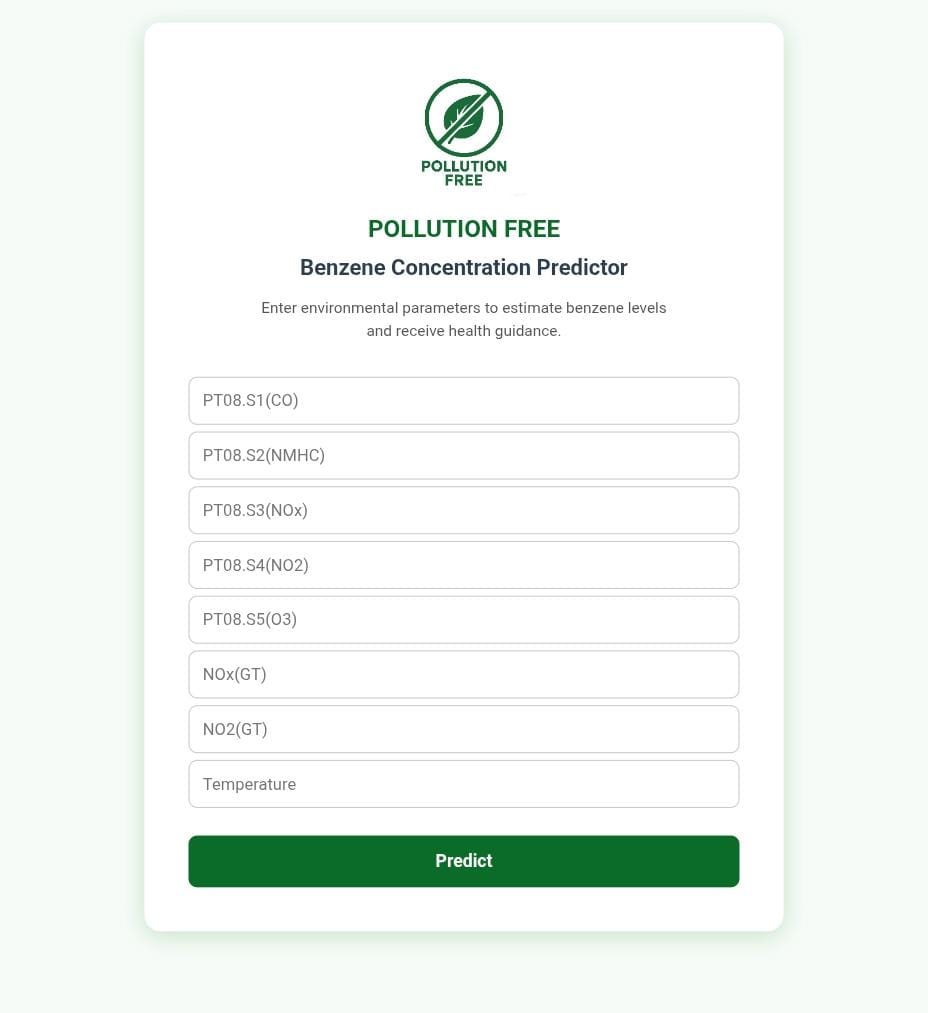 POLLUTION
FREE
POLLUTION FREE
Benzene Concentration Predictor
Enter environmental parameters to estimate benzene levels
and receive health guidance.
PT08.S1(CO)
PT08.S2(NMHC)
PT08.S3(NOx)
PT08.S4(NO2)
PT08.S5(O3)
NOx(GT)
NO2(GT)
Temperature
Predict